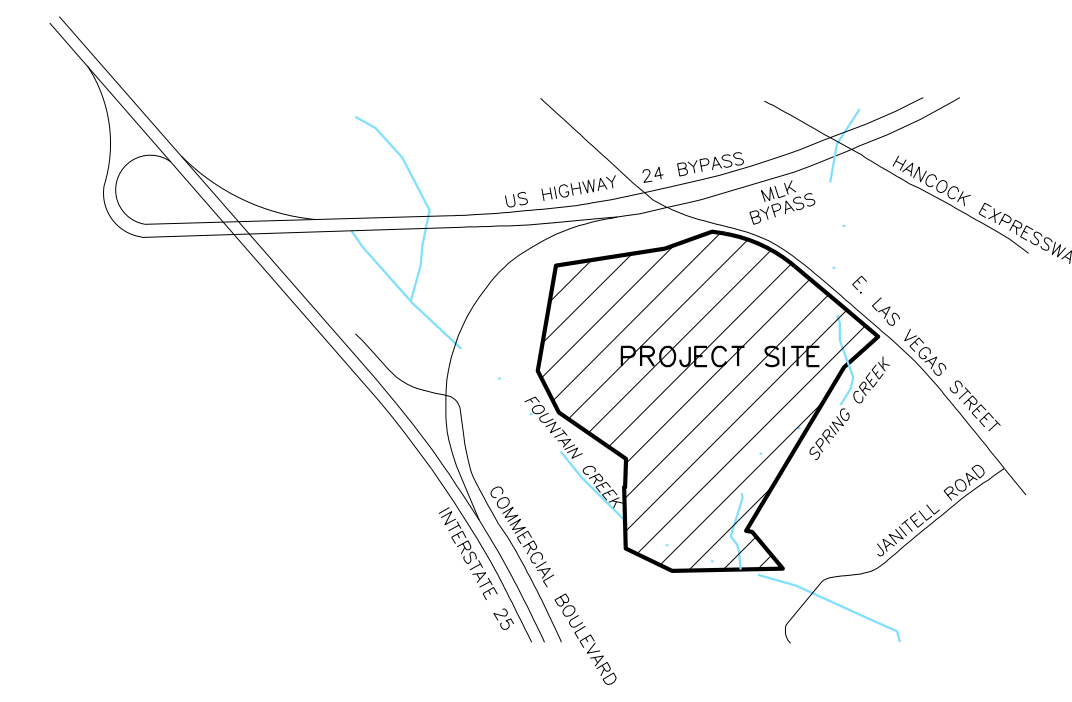 US HIGHWAY 24 BYPASS
MLK
BYPASS
HANCOCK EXPRESSWA
E. LAS VEGAS STREET
PROJECT SITE
SPRING CREEK
FOUNTAIN CREEK
JANITELL ROAD
COMMERCIAL BOULEVARD
INTERSTATE 25